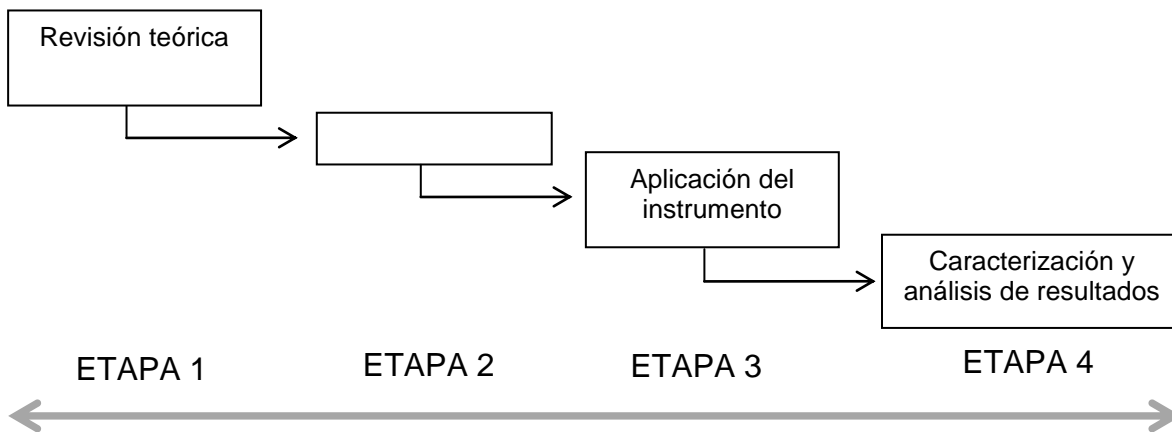 Revisión teórica
Aplicación del
instrumento
Caracterización y
análisis de resultados
ETAPA 1
ETAPA 2
ETAPA 3
ETAPA 4